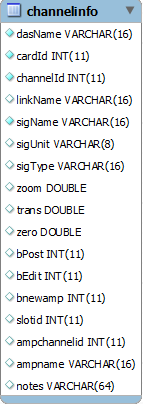 channelinfo
dasName VARCHAR(16)
cardId INT(11)
channelId INT(11)
linkName VARCHAR(16)
sigName VARCHAR(16)
sigUnit VARCHAR(8)
sigType VARCHAR(16)
zoom DOUBLE
trans DOUBLE
zero DOUBLE
bPost INT(11)
bEdit INT(11)
bnewamp INT(11)
slotid INT(11)
ampchannelid INT(11)
ampname VARCHAR(16)
notes VARCHAR(64)